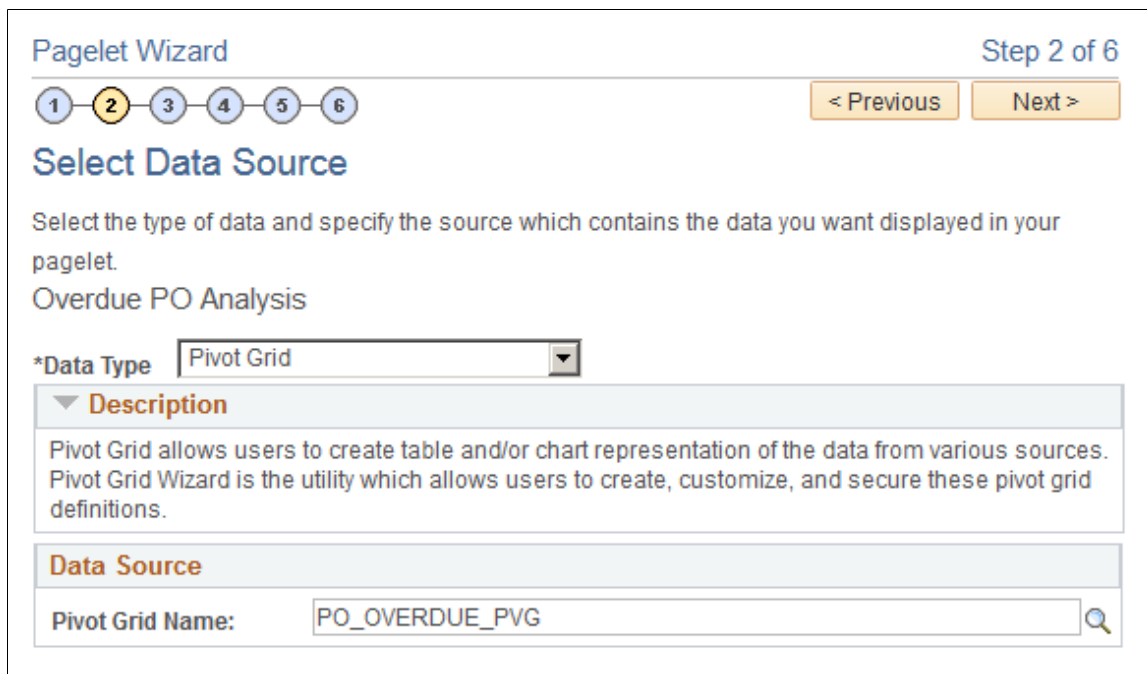 Pagelet Wizard Step 2 of 6
1 2 3 4 5 6 < Previous Next >
Select Data Source
Select the type of data and specify the source which contains the data you want displayed in your
pagelet.
Overdue PO Analysis
*Data Type Pivot Grid
Description
Pivot Grid allows users to create table and/or chart representation of the data from various sources.
Pivot Grid Wizard is the utility which allows users to create, customize, and secure these pivot grid
definitions.
Data Source
Pivot Grid Name: PO_OVERDUE_PVG